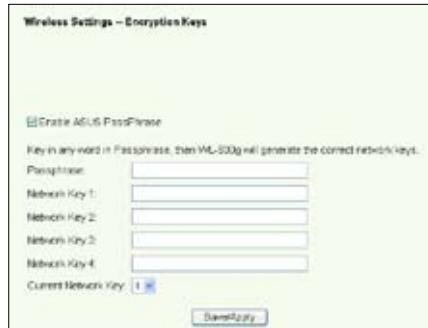 Wireless Settings -- Encryption Keys
Enable ASUS PassPhrase
Key in any word in Passphrase, then WL-500g will generate the correct network keys.
Passphrase:
Network Key 1:
Network Key 2:
Network Key 3:
Network Key 4:
Current Network Key: 1
Save/Apply